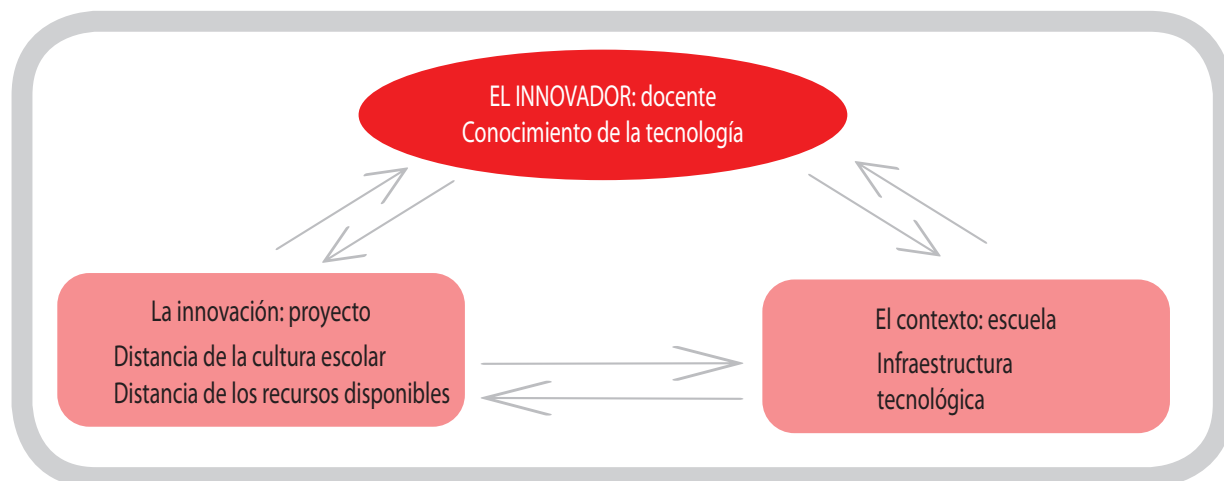 EL INNOVADOR: docente
Conocimiento de la tecnología
La innovación: proyecto
Distancia de la cultura escolar
Distancia de los recursos disponibles
El contexto: escuela
Infraestructura
tecnológica